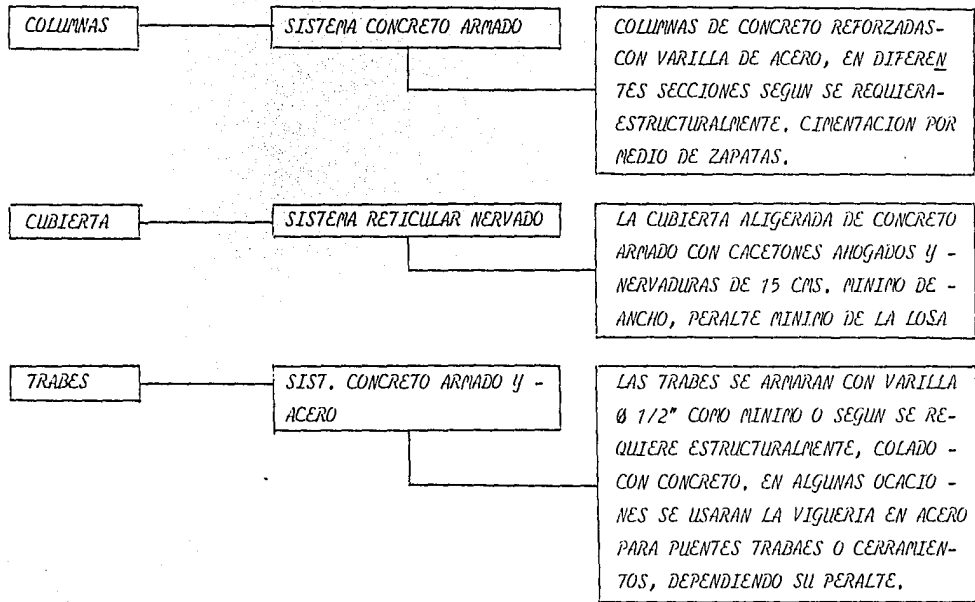 COLUMNAS
SISTEMA CONCRETO ARMADO
COLUMNAS DE CONCRETO REFORZADAS-
CON VARILLA DE ACERO, EN DIFEREN
TES SECCIONES SEGUN SE REQUIERA-
ESTRUCTURALMENTE. CIMENTACION POR
MEDIO DE ZAPATAS.
CUBIERTA
SISTEMA RETICULAR NERVADO
LA CUBIERTA ALIGERADA DE CONCRETO
ARMADO CON CACETONES AHOGADOS Y -
NERVADURAS DE 15 CMS. MINIMO DE -
ANCHO, PERALTE MINIMO DE LA LOSA
TRABES
SIST. CONCRETO ARMADO Y -
ACERO
LAS TRABES SE ARMARAN CON VARILLA
Ø 1/2" COMO MINIMO O SEGUN SE RE-
QUIERE ESTRUCTURALMENTE, COLADO -
CON CONCRETO. EN ALGUNAS OCACIO -
NES SE USARAN LA VIGUERIA EN ACERO
PARA PUENTES TRABAES O CERRAMIEN-
TOS, DEPENDIENDO SU PERALTE.